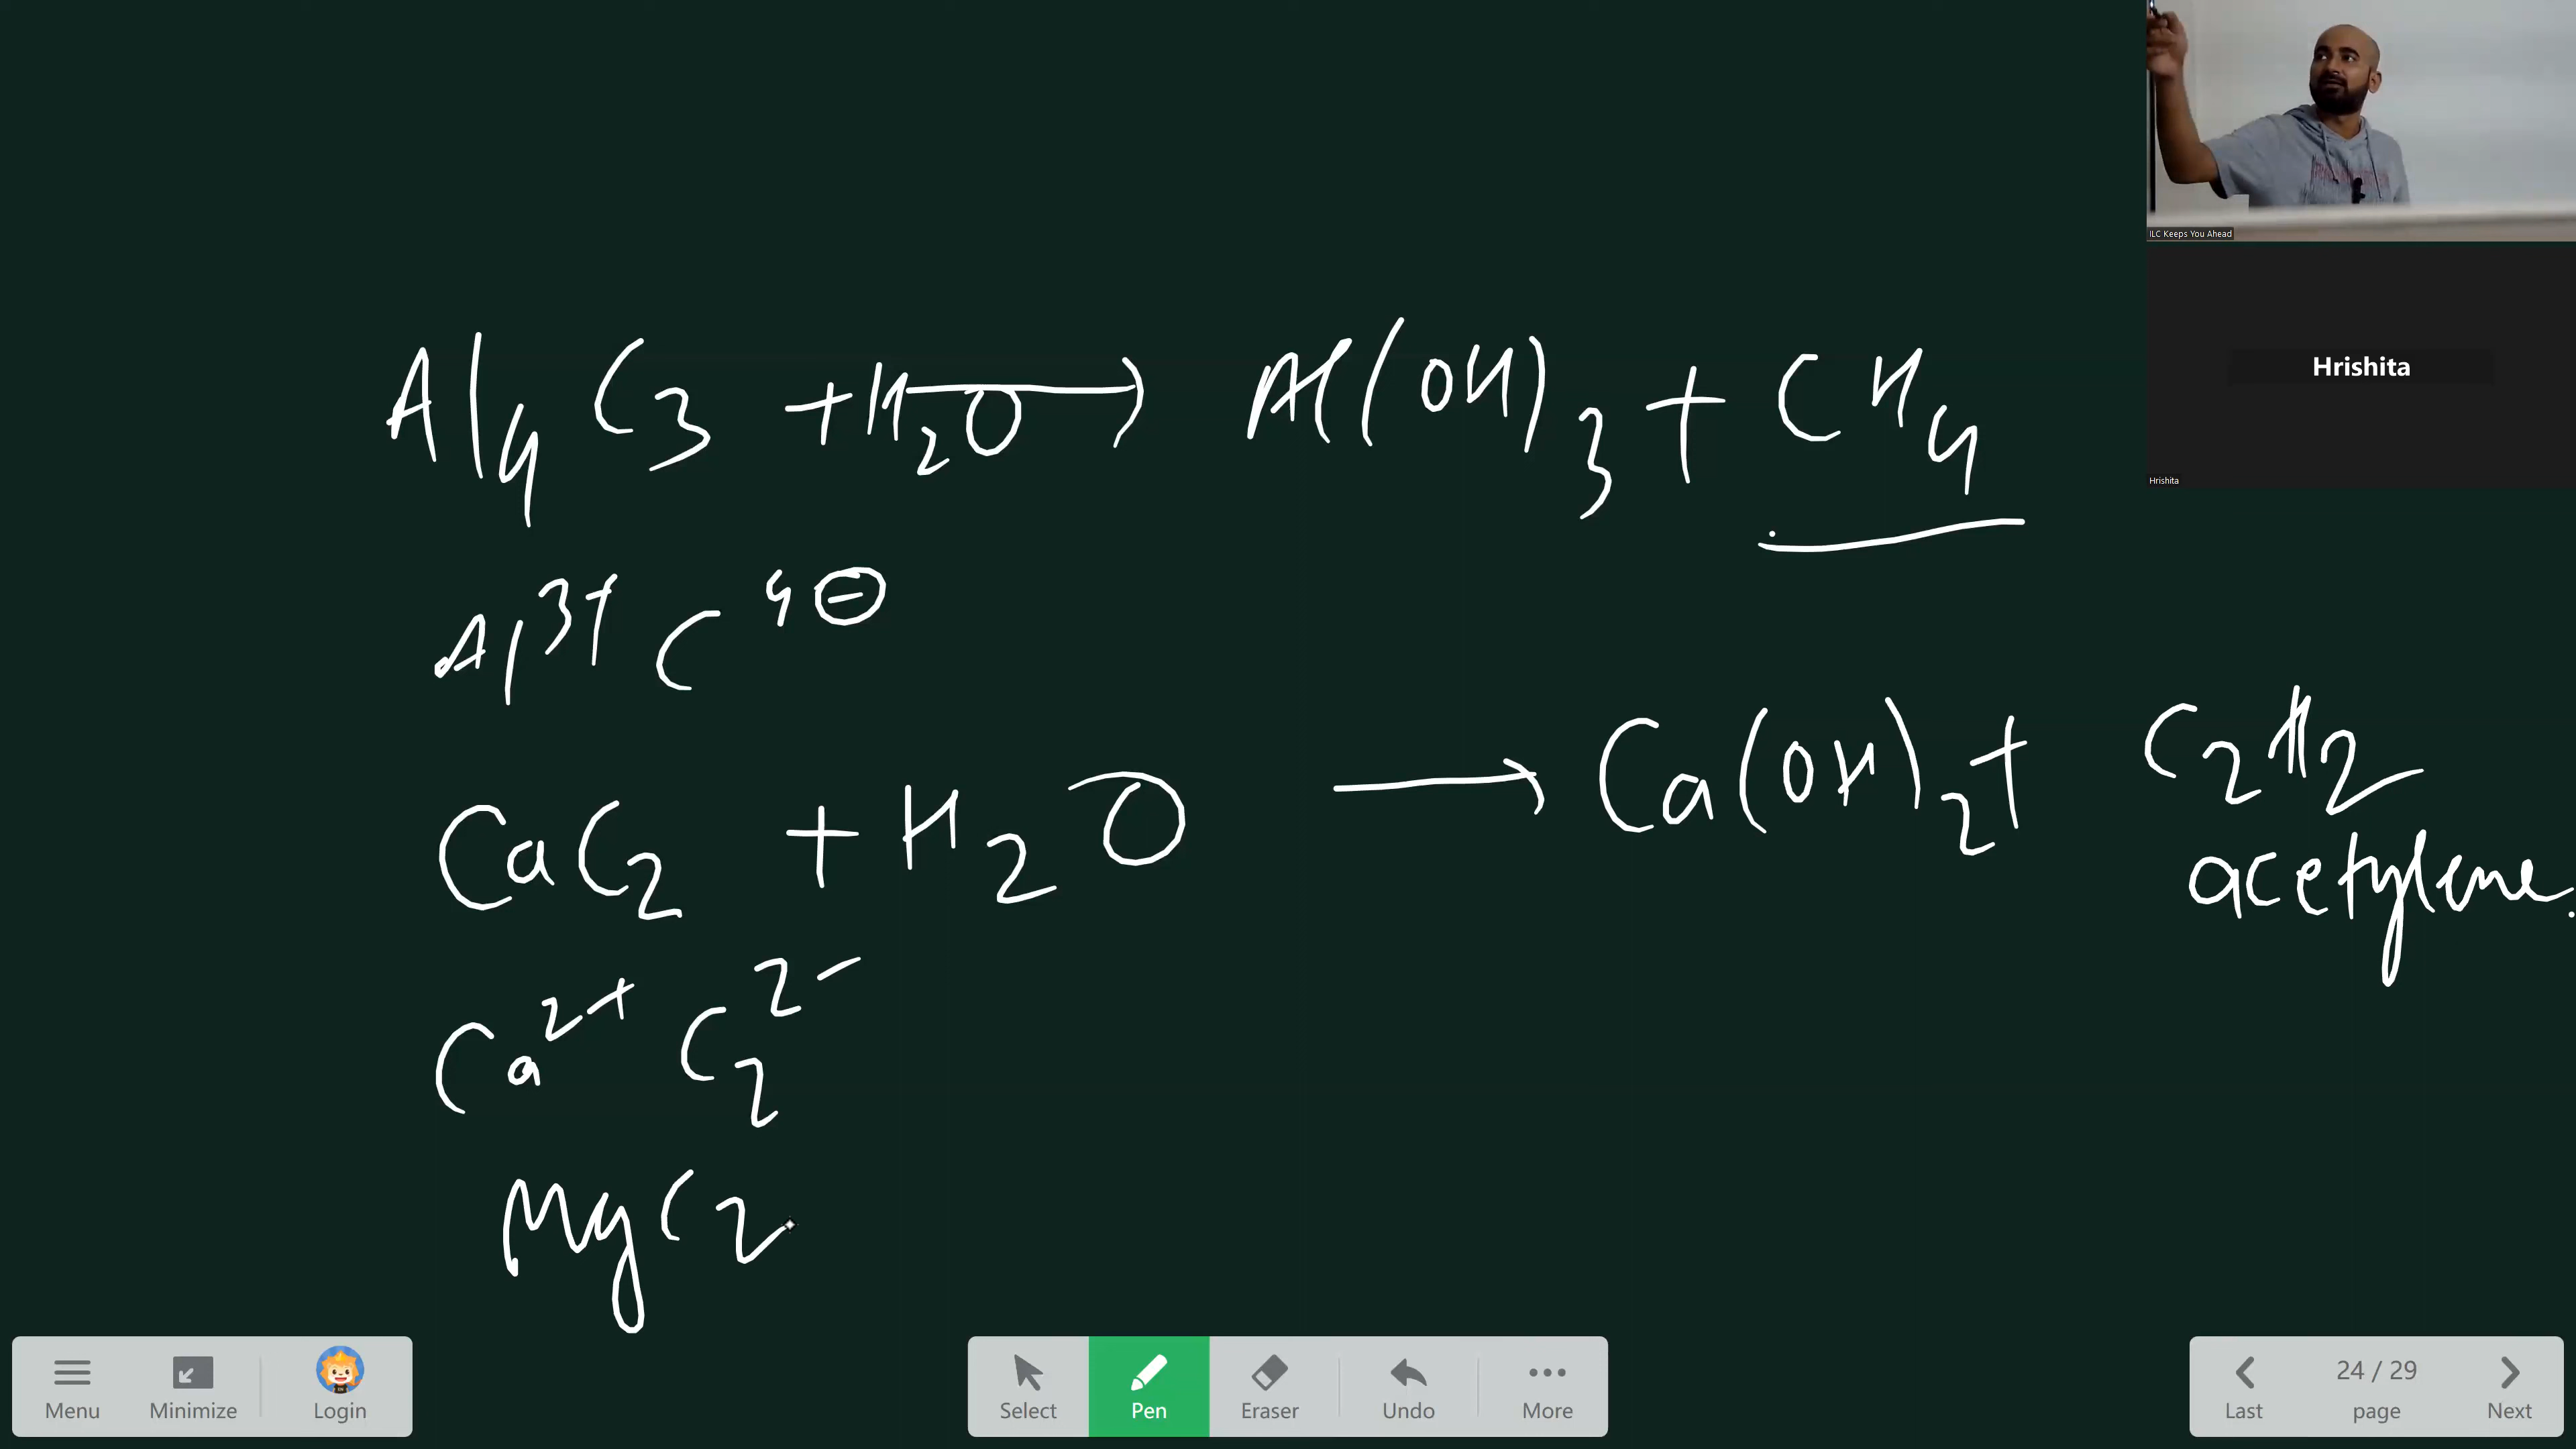 Al4C3 + H2O → Al(OH)3 + CH4
Al3+ C4⊖
CaC2 + H2O → Ca(OH)2 + C2H2
acetylene.
Ca2+ C2 2-
MgC2
ILC Keeps You Ahead
Hrishita
Hrishita
Menu Minimize Login
Select Pen Eraser Undo More
24 / 29
Last page Next